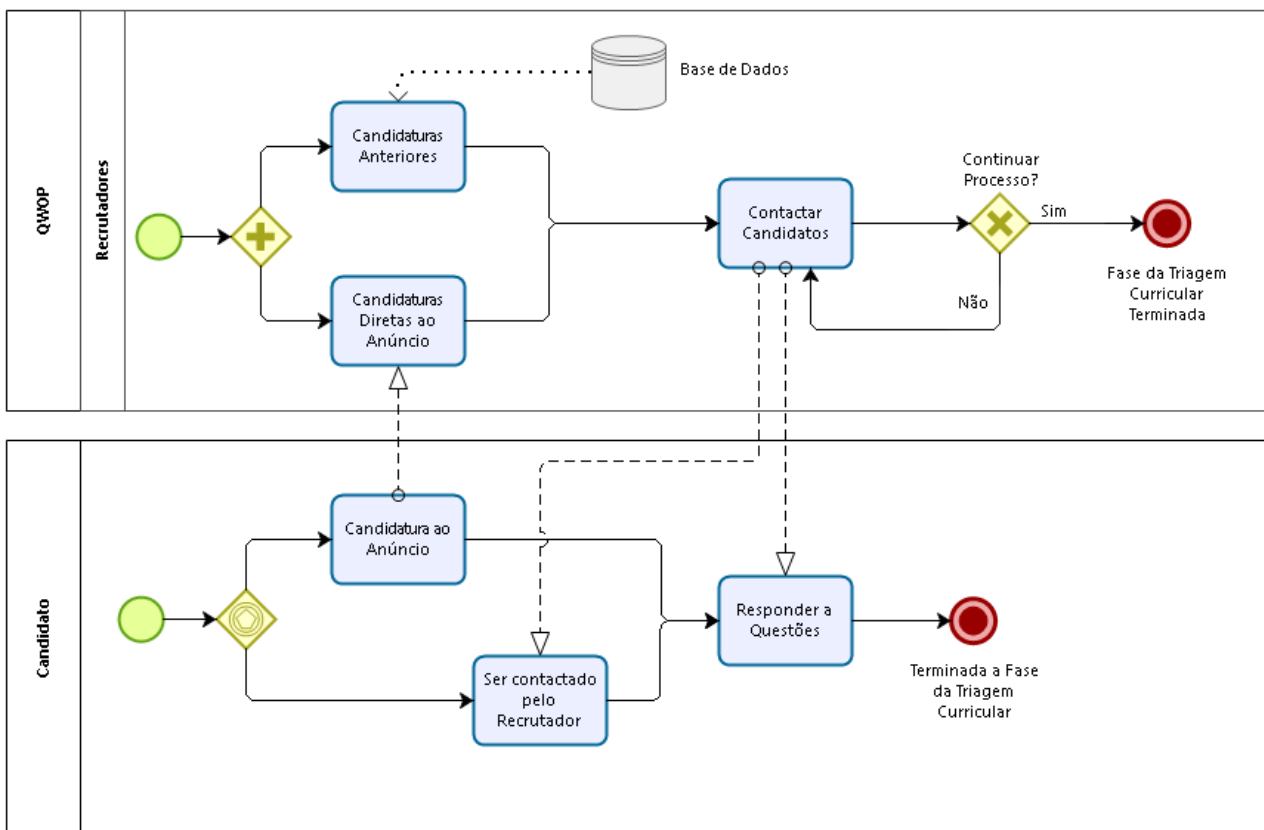 QWOP
Recrutadores
Base de Dados
Candidaturas
Anteriores
Candidaturas
Diretas ao
Anúncio
Contactar
Candidatos
Continuar
Processo?
Sim
Não
Fase da Triagem
Curricular
Terminada
Candidato
Candidatura ao
Anúncio
Ser contactado
pelo
Recrutador
Responder a
Questões
Terminada a Fase
da Triagem
Curricular